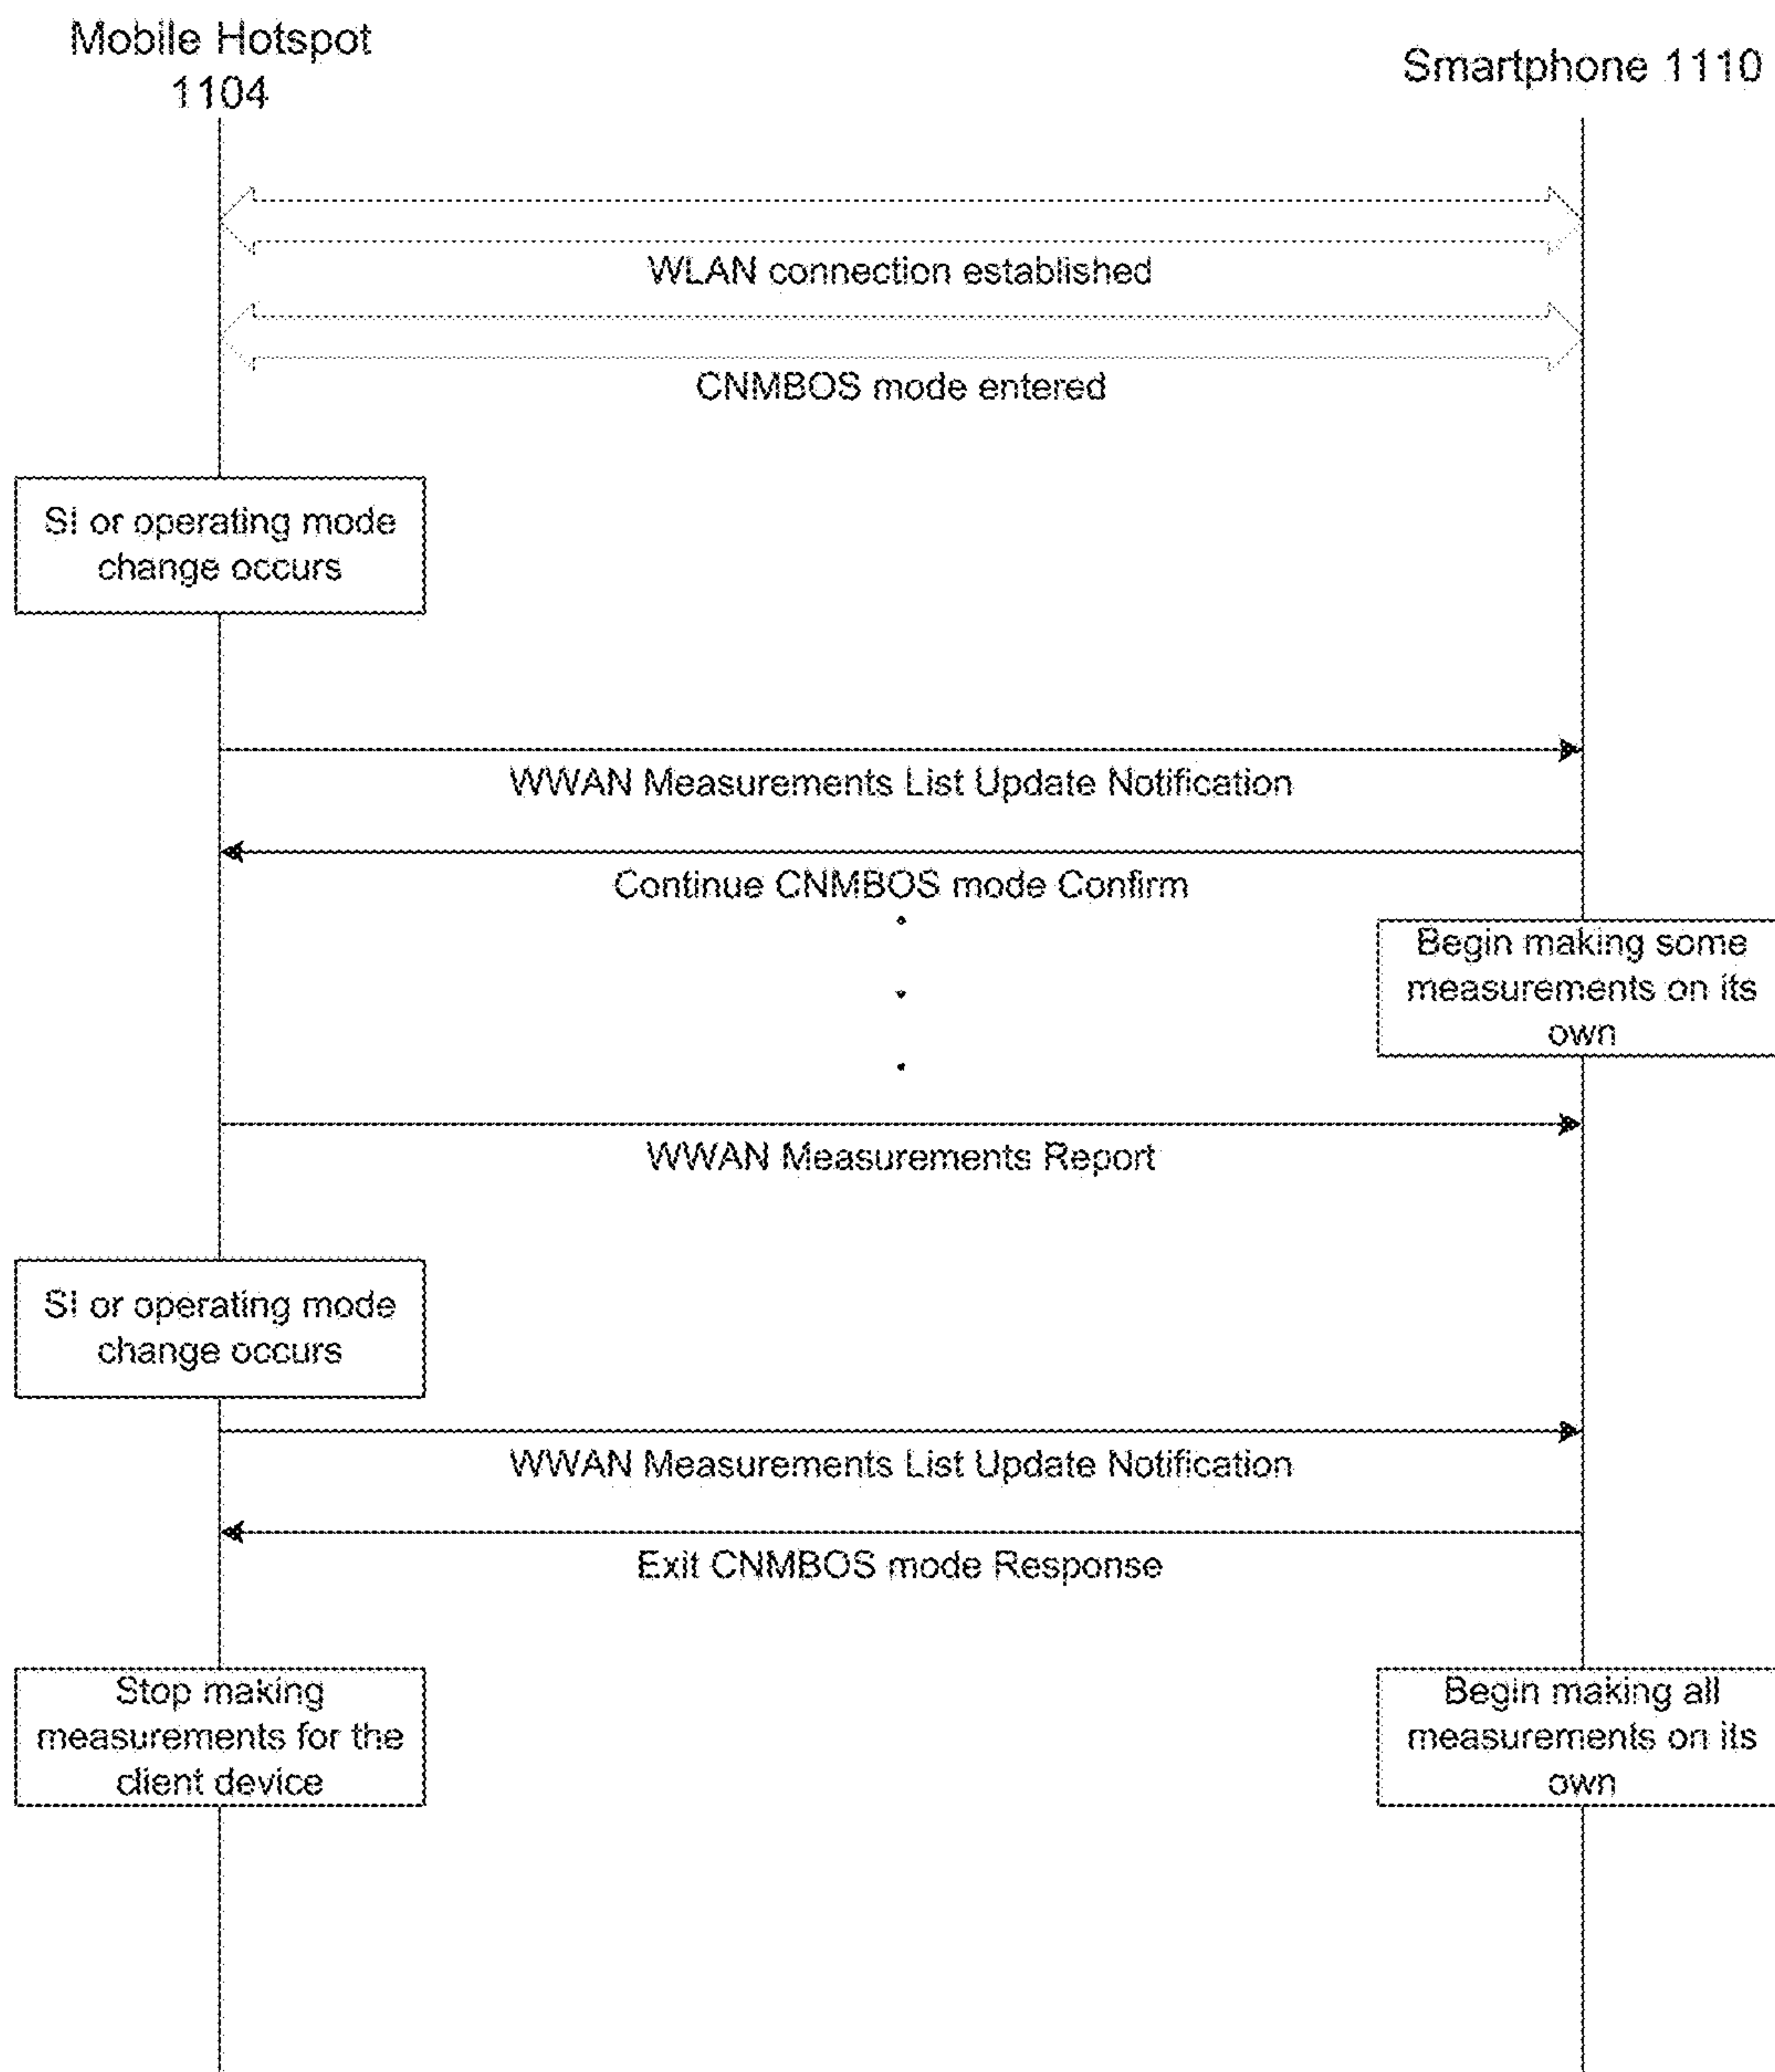 Mobile Hotspot
1104
Smartphone 1110
WLAN connection established
CNMBOS mode entered
SI or operating mode
change occurs
WWAN Measurements List Update Notification
Continue CNMBOS mode Confirm
Begin making some
measurements on its
own
WWAN Measurements Report
SI or operating mode
change occurs
WWAN Measurements List Update Notification
Exit CNMBOS mode Response
Stop making
measurements for the
client device
Begin making all
measurements on its
own